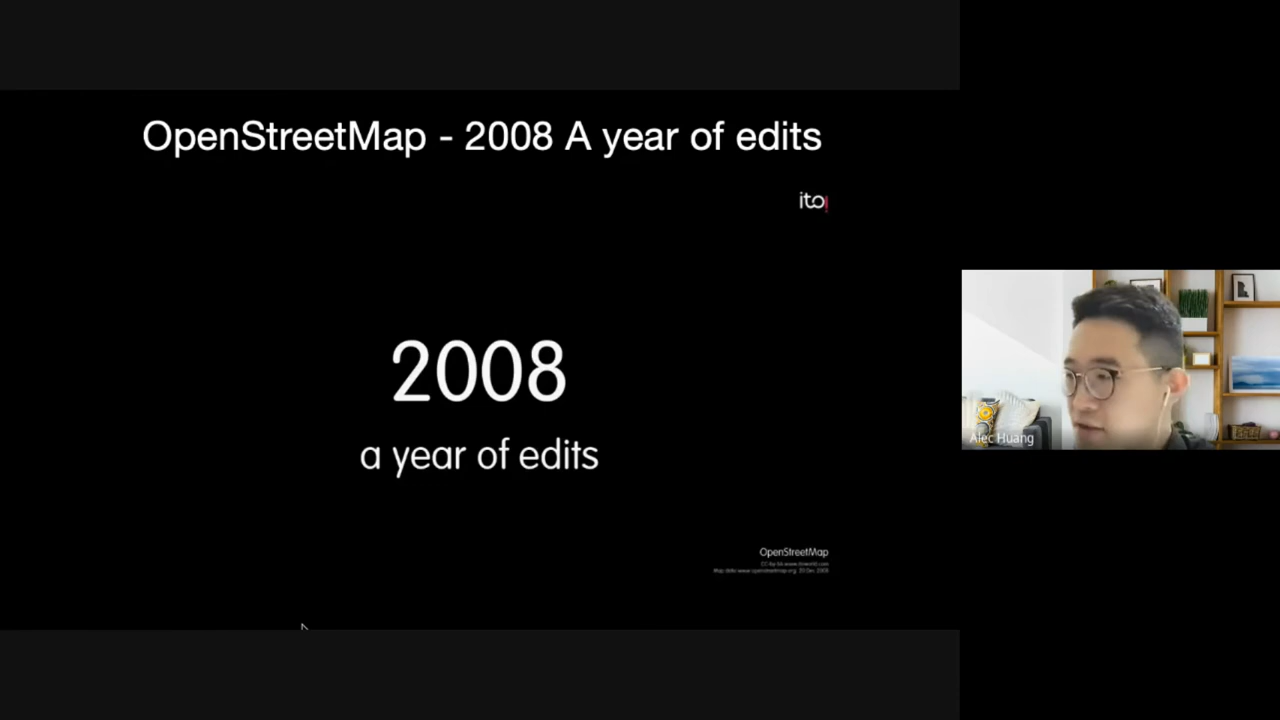 OpenStreetMap - 2008 A year of edits
ito!
2008
a year of edits
OpenStreetMap
Alec Huang